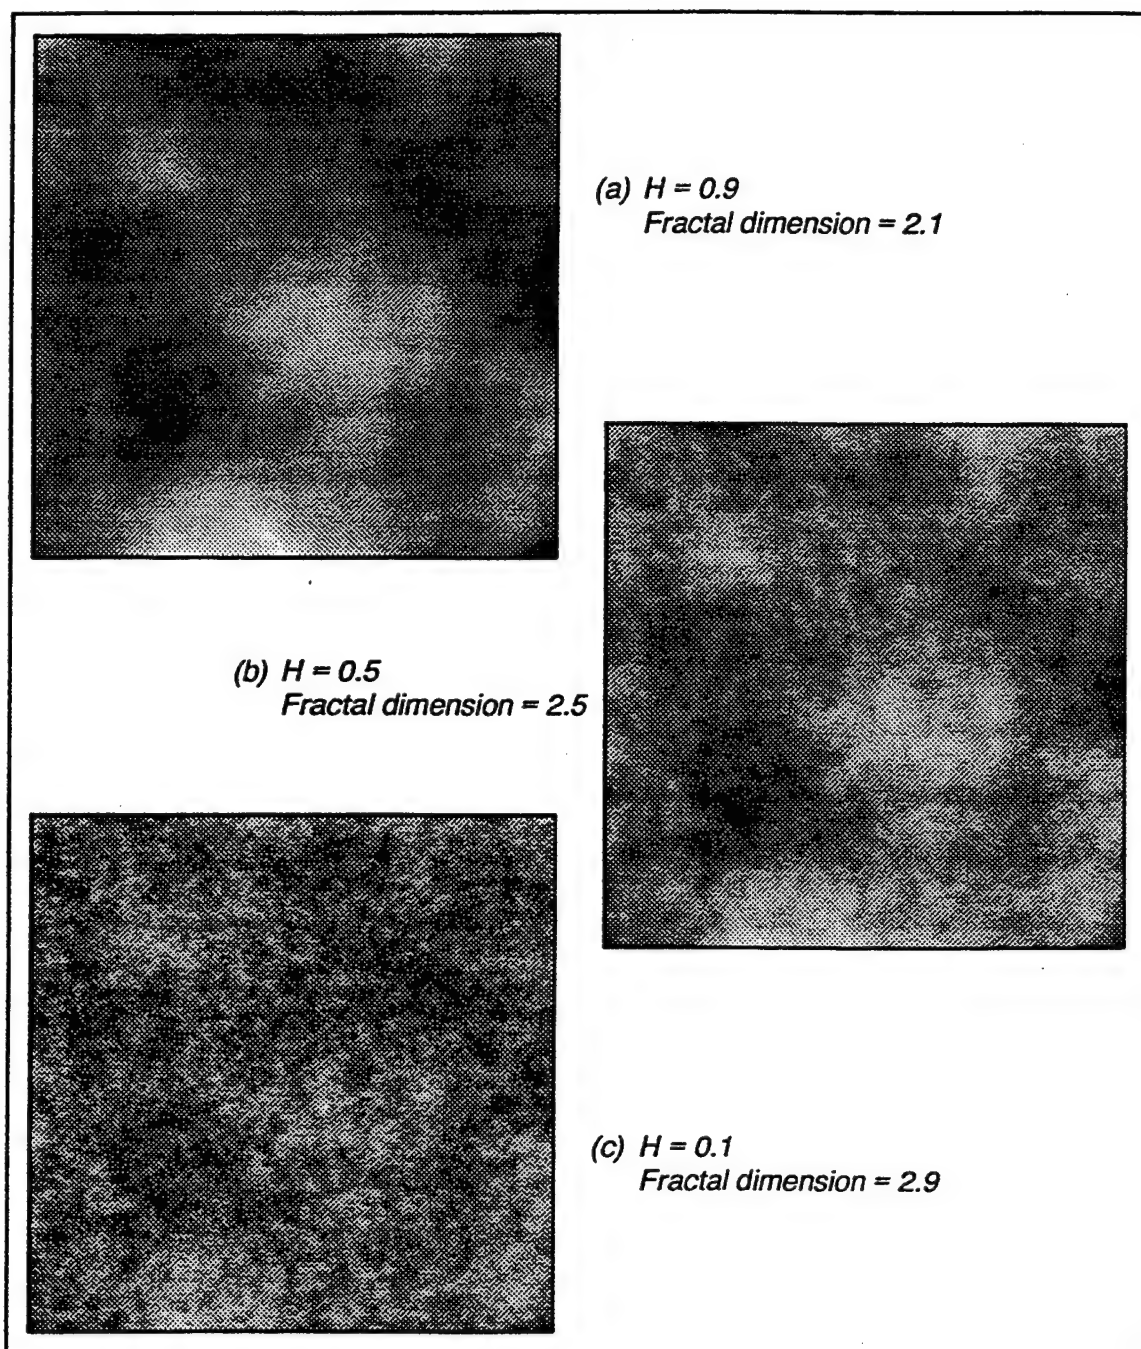 (a) H = 0.9
Fractal dimension = 2.1
(b) H = 0.5
Fractal dimension = 2.5
(c) H = 0.1
Fractal dimension = 2.9